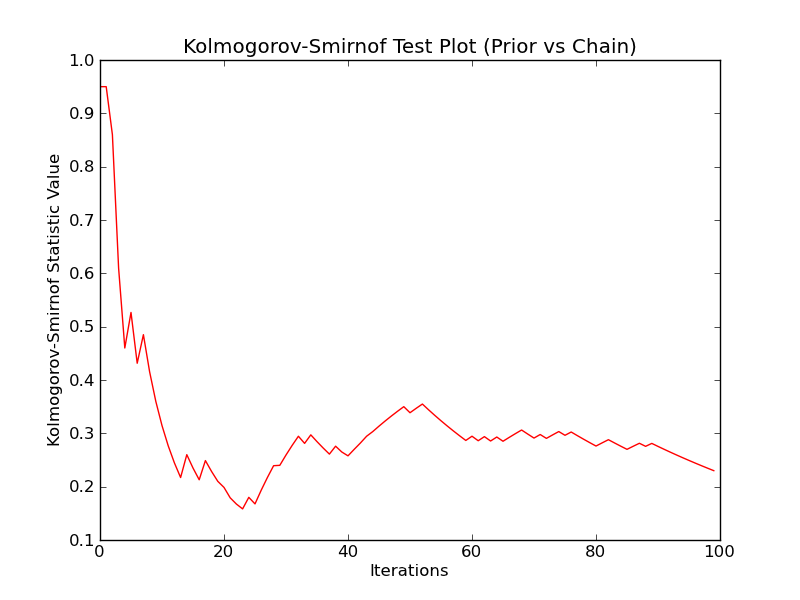 Kolmogorov-Smirnof Test Plot (Prior vs Chain)
Kolmogorov-Smirnof Statistic Value
1.0
0.9
0.8
0.7
0.6
0.5
0.4
0.3
0.2
0.1
0 20 40 60 80 100
Iterations